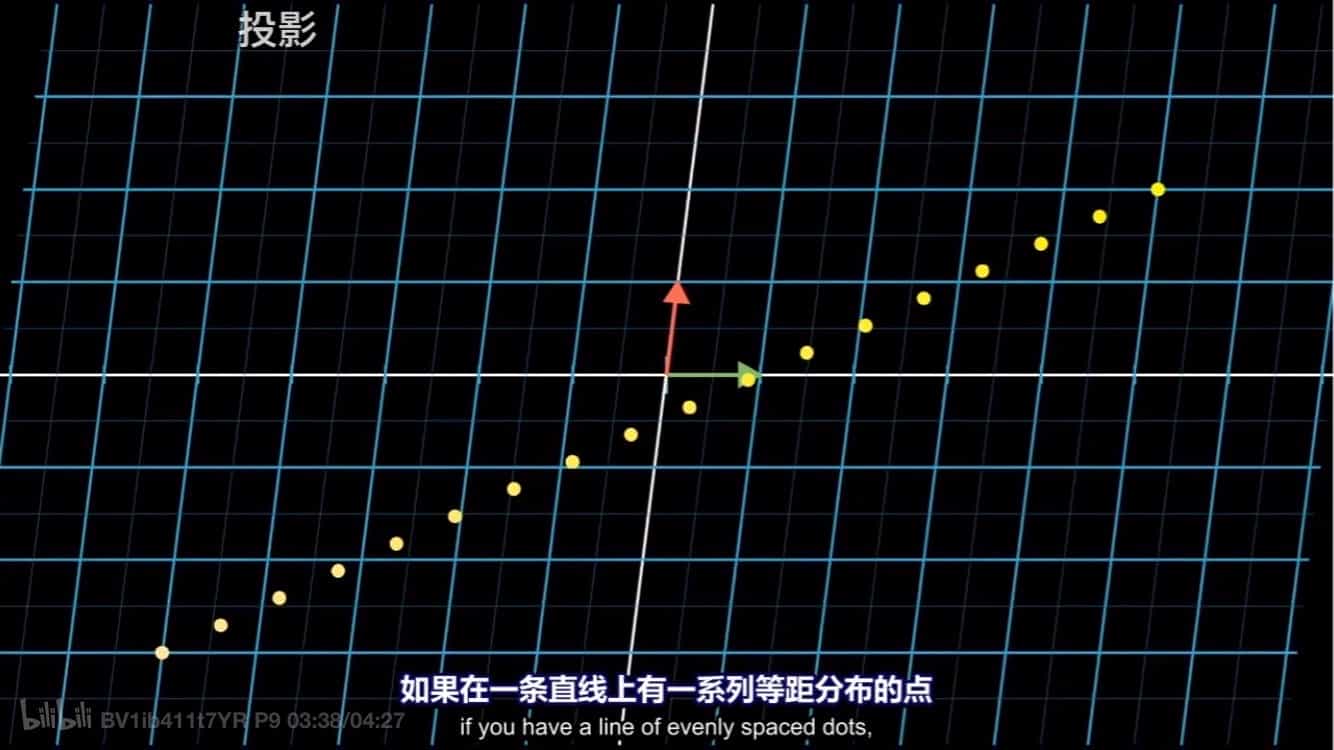 投影
如果在一条直线上有一系列等距分布的点
bilibili BV1ib411t7YR P9 03:38/04:27
if you have a line of evenly spaced dots,